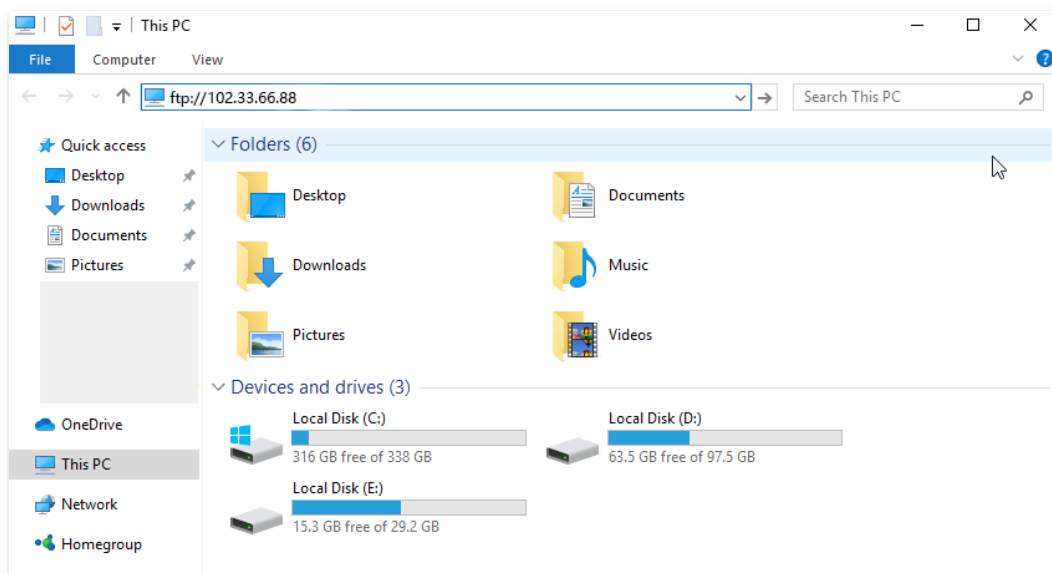 This PC
File Computer View
ftp://102.33.66.88
Search This PC
Quick access
Desktop
Downloads
Documents
Pictures
OneDrive
This PC
Network
Homegroup
Folders (6)
Desktop
Documents
Downloads
Music
Pictures
Videos
Devices and drives (3)
Local Disk (C:)
316 GB free of 338 GB
Local Disk (D:)
63.5 GB free of 97.5 GB
Local Disk (E:)
15.3 GB free of 29.2 GB